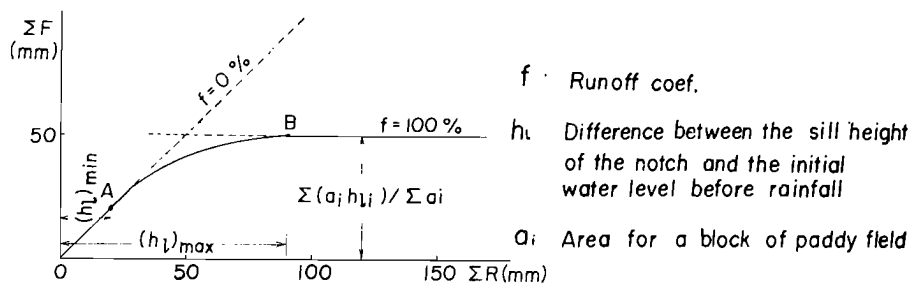 ΣF
(mm)
f=0%
50
B
f=100%
A
(hl)min
Σ(ai hli)/Σai
(hl)max
0
50
100
150
ΣR(mm)
f Runoff coef.
hl Difference between the sill height
of the notch and the initial
water level before rainfall
ai Area for a block of paddy field